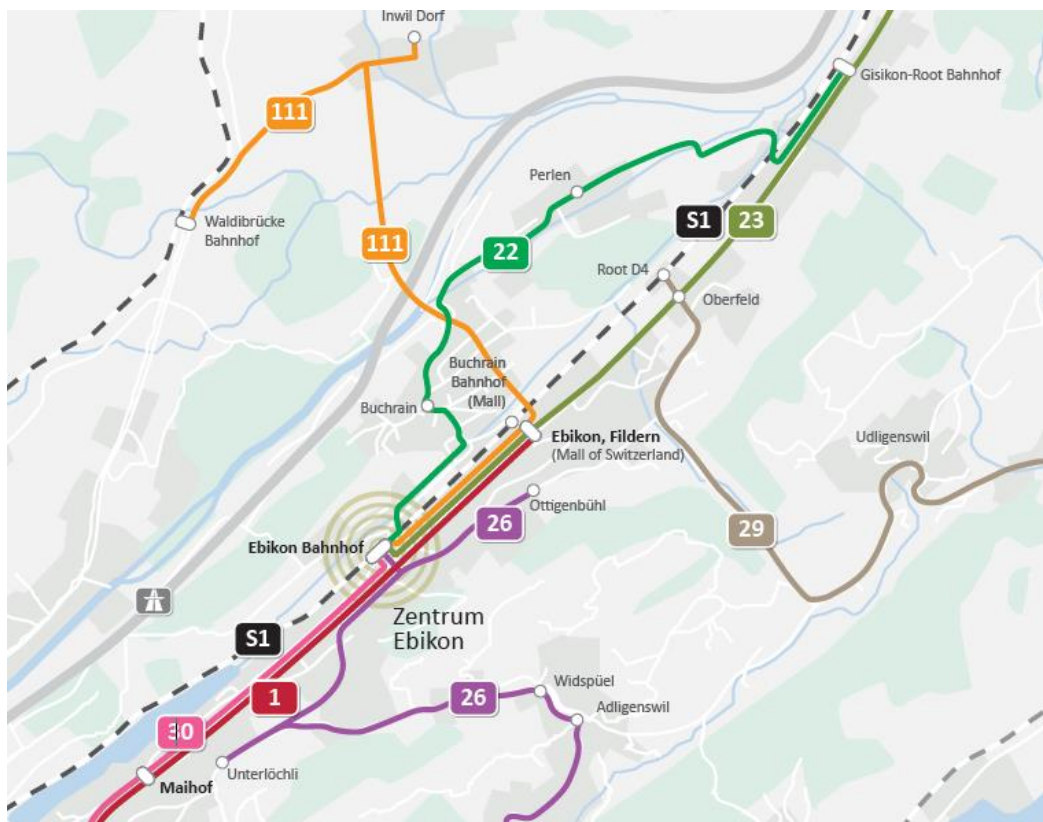 Inwil Dorf
Gisikon-Root Bahnhof
111
Perlen
Waldibrücke
Bahnhof
S1
23
111
22
Root D4
Oberfeld
Buchrain
Bahnhof
(Mall)
Buchrain
Ebikon, Fildern
(Mall of Switzerland)
Udligenswil
Ottigenbühl
26
29
Ebikon Bahnhof
Zentrum
Ebikon
S1
Widspüel
1
26
Adligenswil
30
Unterlöchli
Maihof